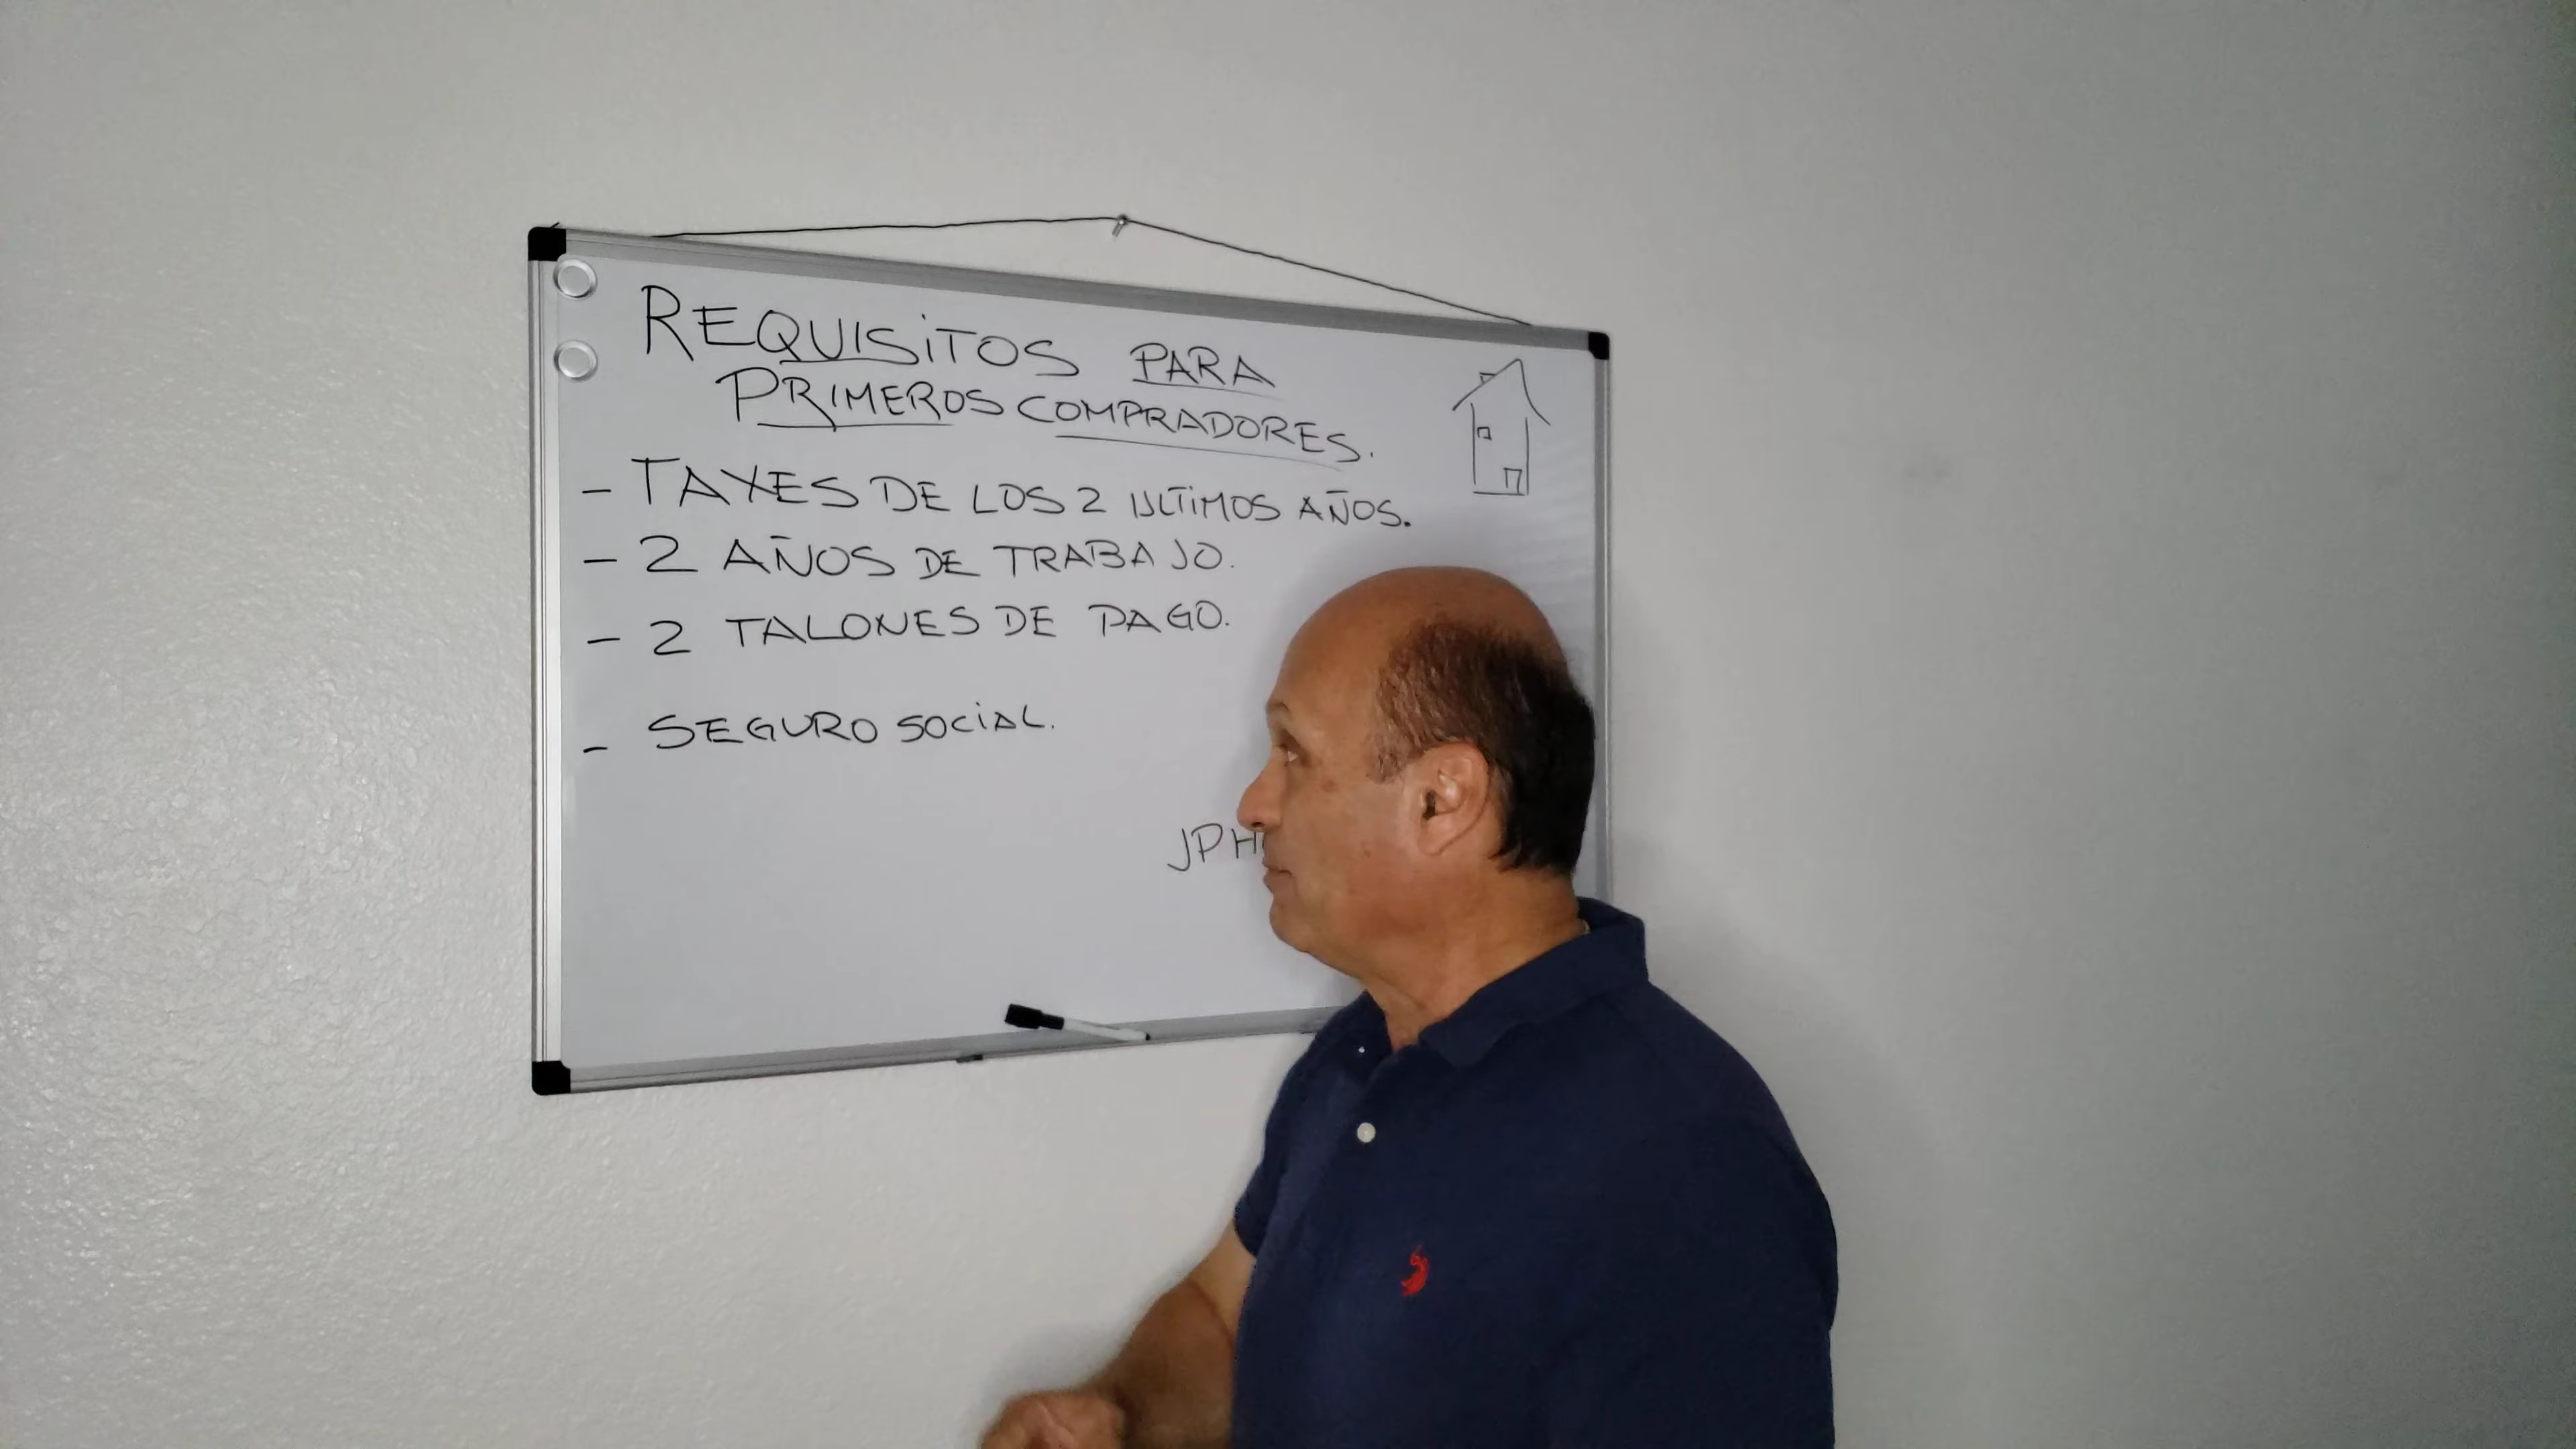 REQUISITOS PARA
PRIMEROS COMPRADORES.
- TAXES DE LOS 2 ULTIMOS AÑOS.
- 2 AÑOS DE TRABAJO.
- 2 TALONES DE PAGO.
- SEGURO SOCIAL.